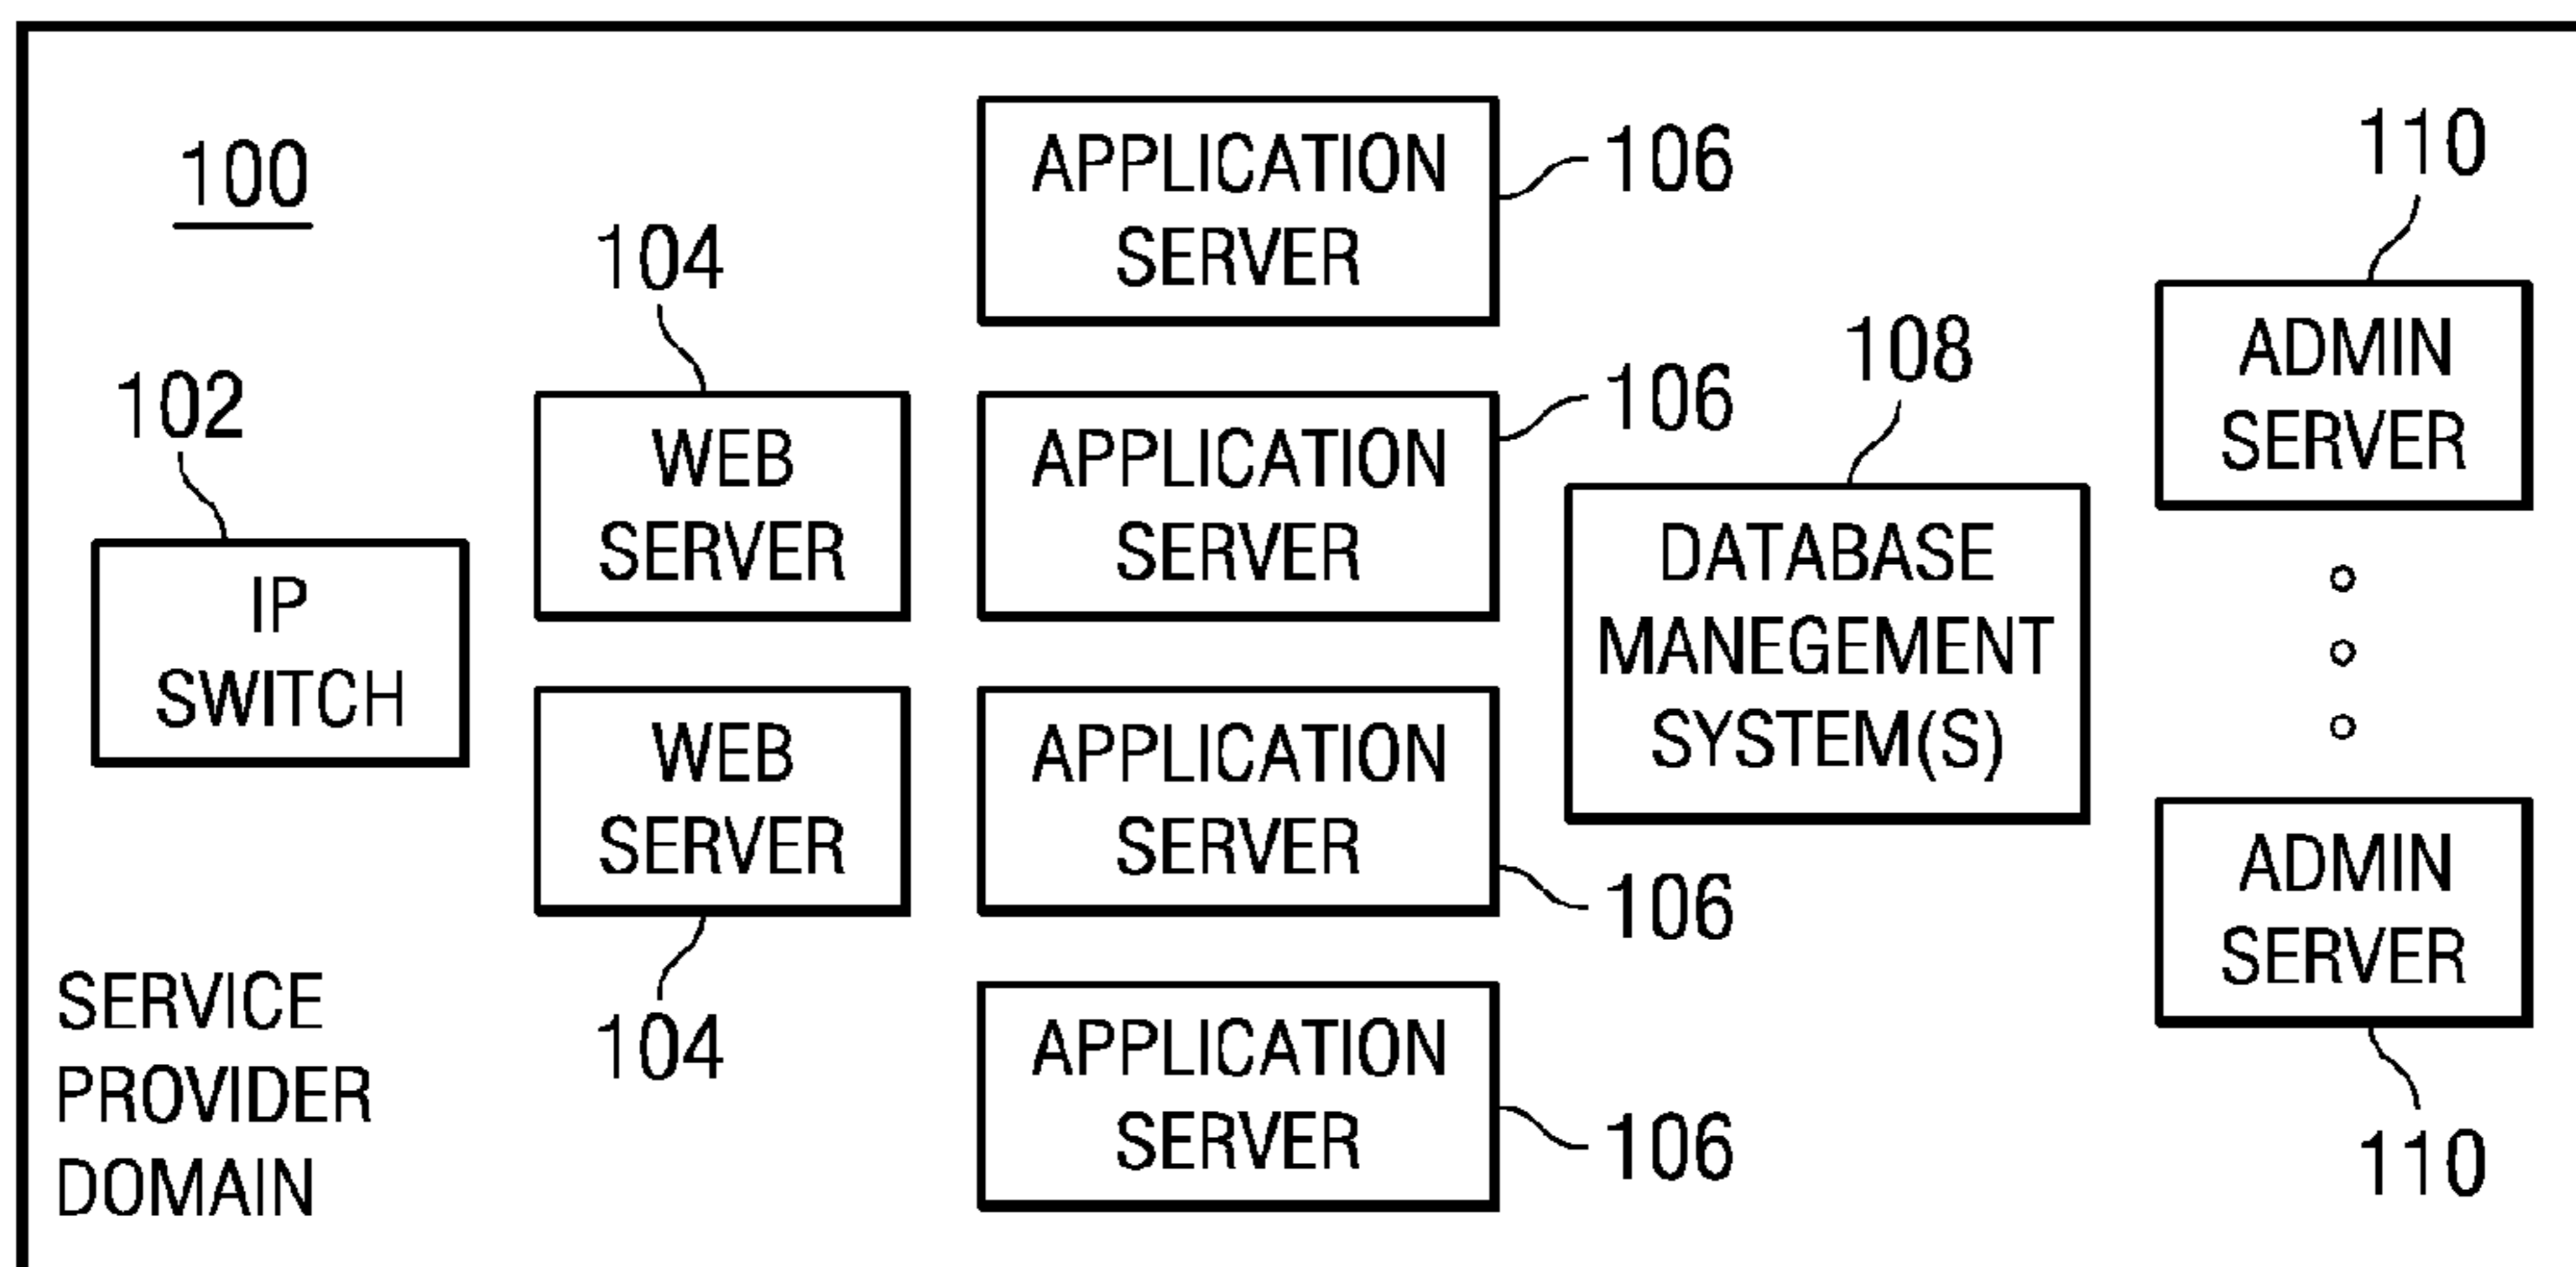 100
102
IP
SWITCH
104
WEB
SERVER
WEB
SERVER
104
APPLICATION
SERVER
106
APPLICATION
SERVER
106
APPLICATION
SERVER
106
APPLICATION
SERVER
106
108
DATABASE
MANEGEMENT
SYSTEM(S)
110
ADMIN
SERVER
ADMIN
SERVER
110
SERVICE
PROVIDER
DOMAIN